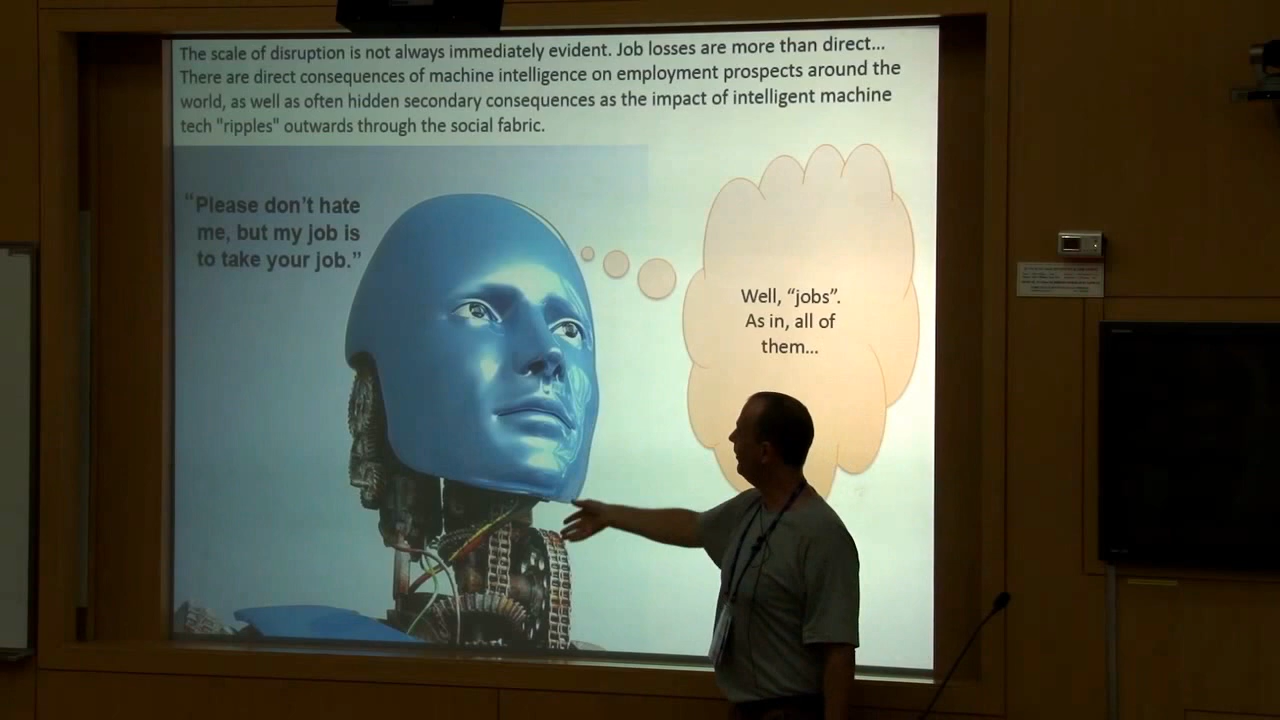 The scale of disruption is not always immediately evident. Job losses are more than direct...
There are direct consequences of machine intelligence on employment prospects around the
world, as well as often hidden secondary consequences as the impact of intelligent machine
tech "ripples" outwards through the social fabric.
“Please don’t hate
me, but my job is
to take your job.”
Well, “jobs”.
As in, all of
them...